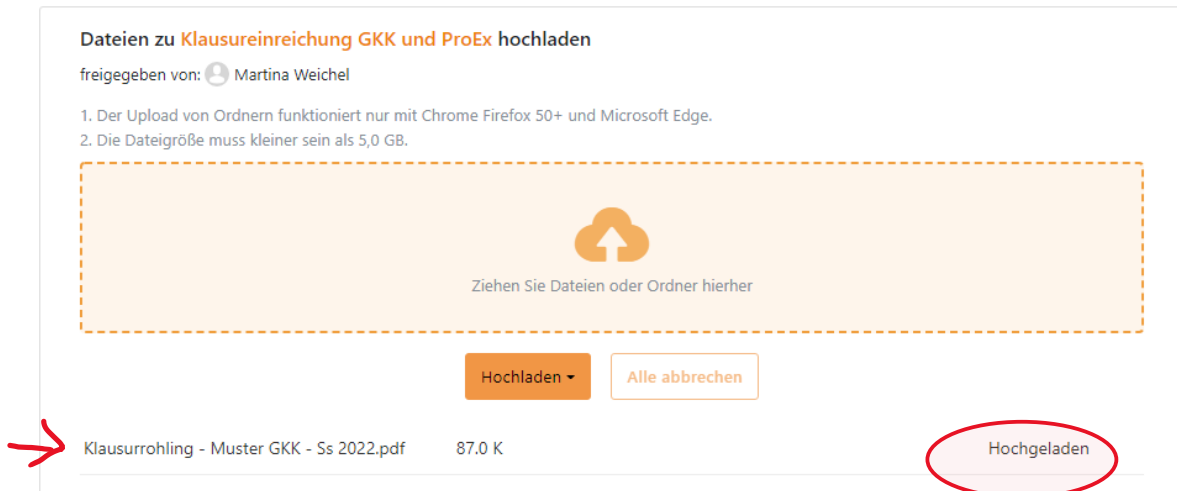 Dateien zu Klausureinreichung GKK und ProEx hochladen
freigegeben von: Martina Weichel
1. Der Upload von Ordnern funktioniert nur mit Chrome Firefox 50+ und Microsoft Edge.
2. Die Dateigröße muss kleiner sein als 5,0 GB.
Ziehen Sie Dateien oder Ordner hierher
Hochladen Alle abbrechen
Klausurrohling - Muster GKK - Ss 2022.pdf 87.0 K Hochgeladen